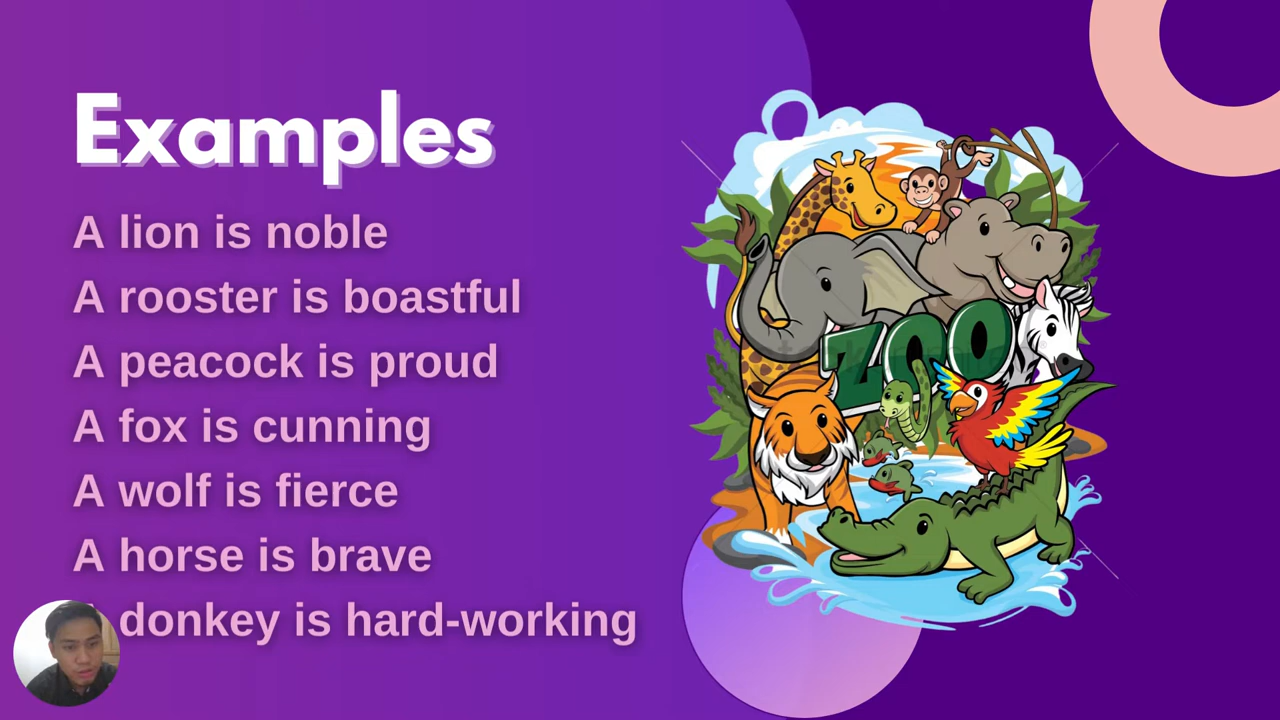 Examples
A lion is noble
A rooster is boastful
A peacock is proud
A fox is cunning
A wolf is fierce
A horse is brave
donkey is hard-working
ZOO